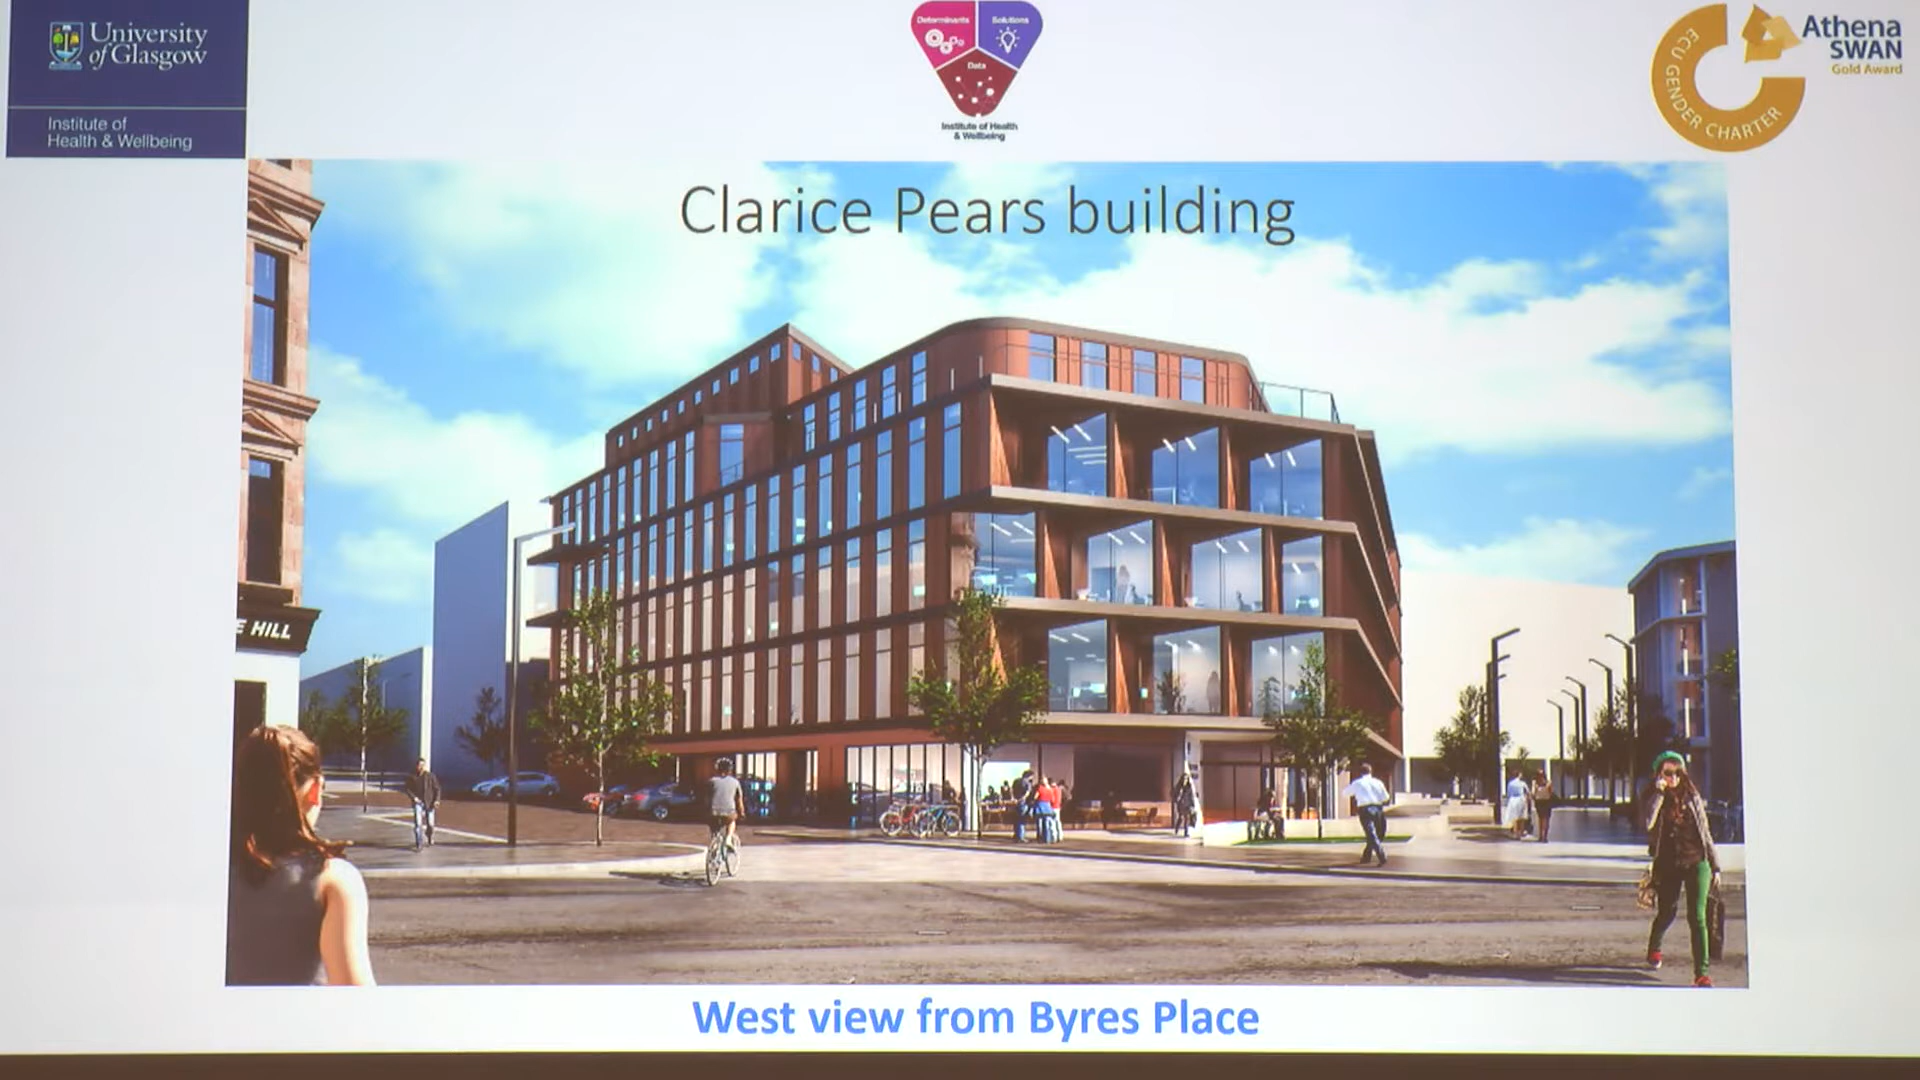 University
of Glasgow
Institute of
Health & Wellbeing
Determinants
Solutions
Data
Institute of Health
& Wellbeing
ECU GENDER CHARTER
Athena
SWAN
Gold Award
Clarice Pears building
E HILL
West view from Byres Place